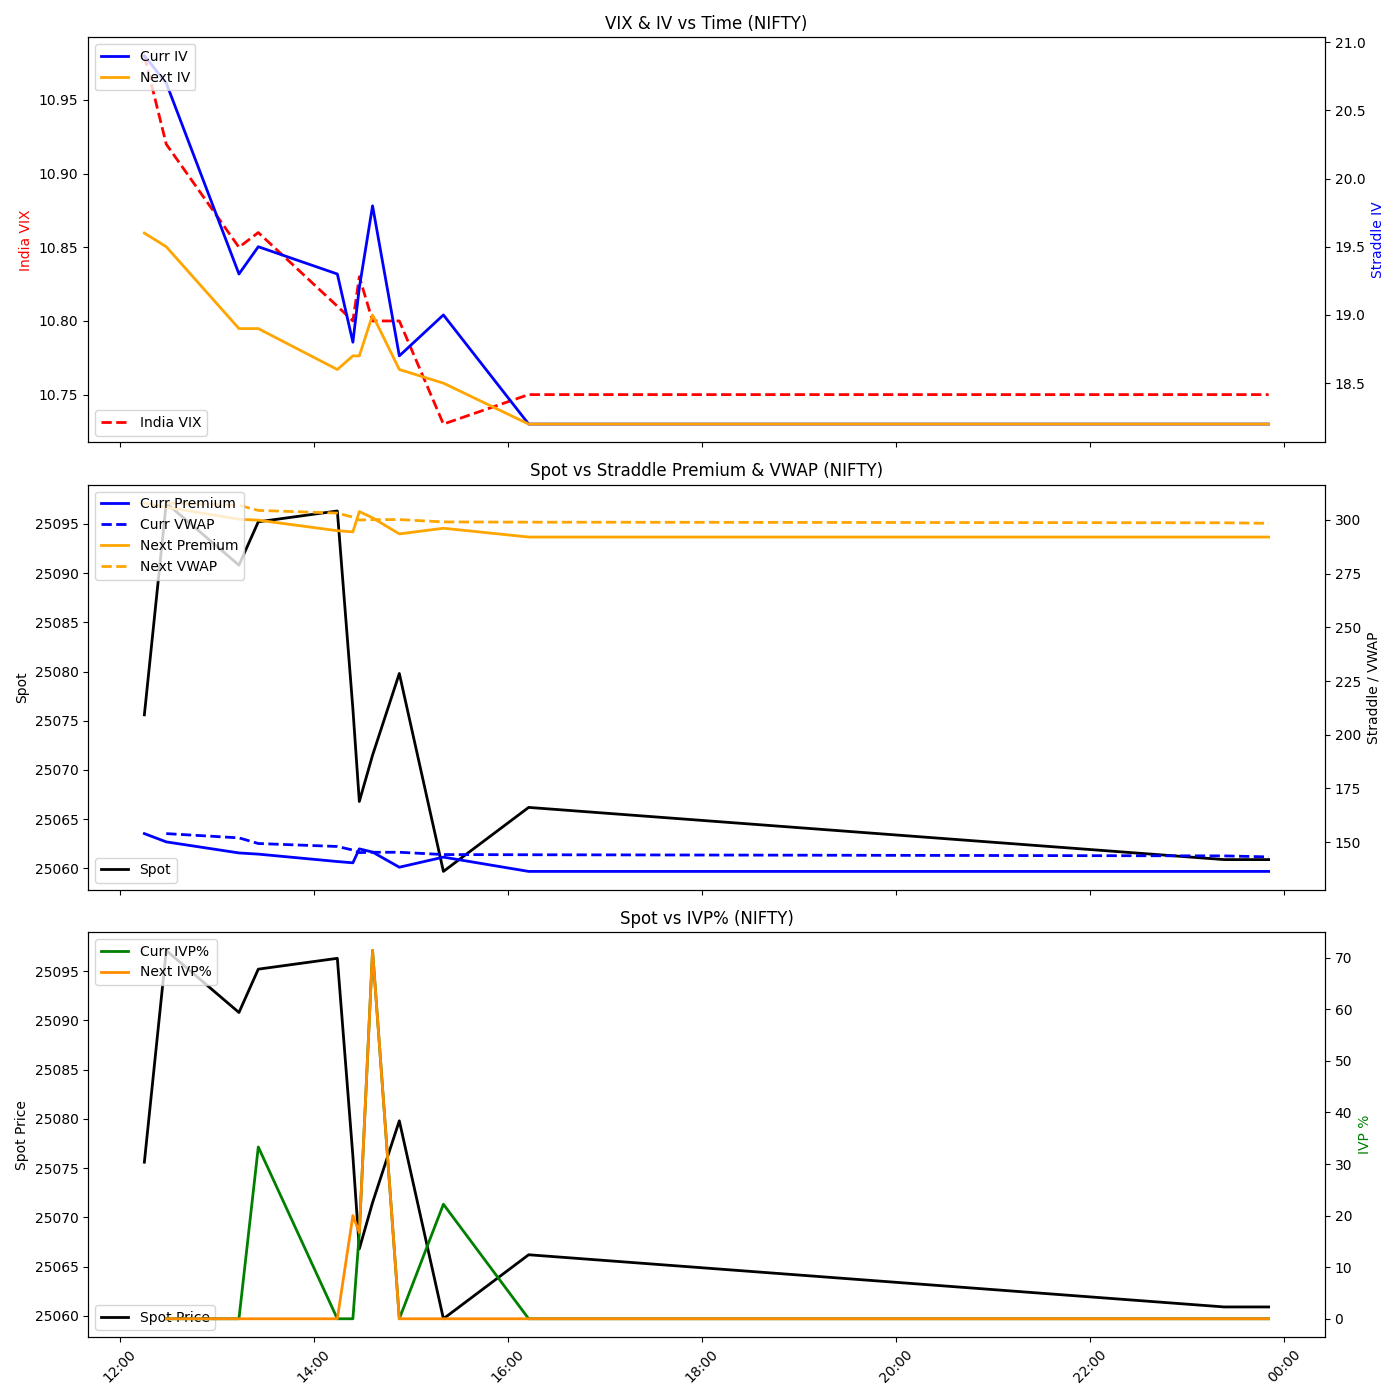 VIX & IV vs Time (NIFTY)
Curr IV
Next IV
India VIX
10.95
10.90
10.85
10.80
10.75
India VIX
21.0
20.5
20.0
19.5
19.0
18.5
Straddle IV
Spot vs Straddle Premium & VWAP (NIFTY)
Curr Premium
Curr VWAP
Next Premium
Next VWAP
Spot
25095
25090
25085
25080
25075
25070
25065
25060
Spot
300
275
250
225
200
175
150
Straddle / VWAP
Spot vs IVP% (NIFTY)
Curr IVP%
Next IVP%
Spot Price
25095
25090
25085
25080
25075
25070
25065
25060
Spot Price
70
60
50
40
30
20
10
0
IVP %
12:00
14:00
16:00
18:00
20:00
22:00
00:00